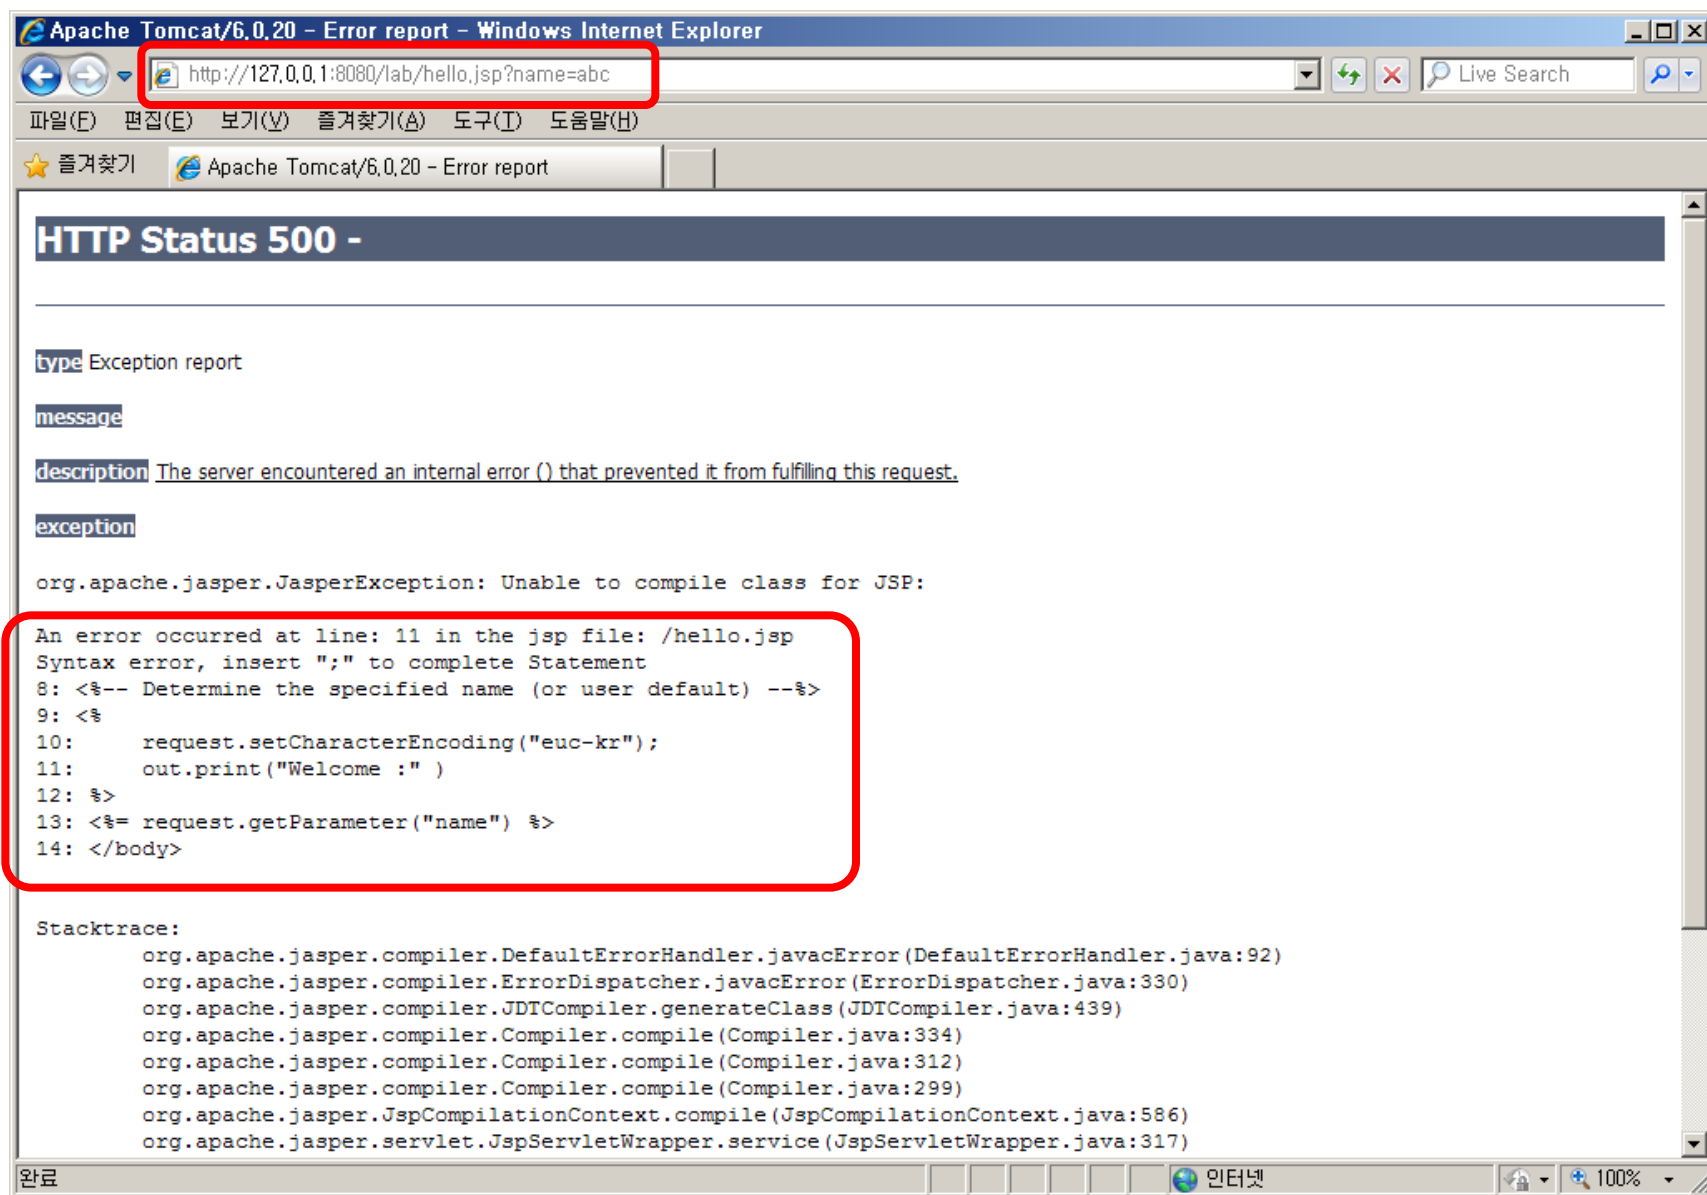 Apache Tomcat/6.0.20 - Error report - Windows Internet Explorer
http://127.0.0.1:8080/lab/hello.jsp?name=abc
Live Search
파일(F) 편집(E) 보기(V) 즐겨찾기(A) 도구(T) 도움말(H)
즐겨찾기 Apache Tomcat/6.0.20 - Error report
HTTP Status 500 -
type Exception report
message
description The server encountered an internal error () that prevented it from fulfilling this request.
exception
org.apache.jasper.JasperException: Unable to compile class for JSP:
An error occurred at line: 11 in the jsp file: /hello.jsp
Syntax error, insert ";" to complete Statement
8: <%-- Determine the specified name (or user default) --%>
9: <%
10:     request.setCharacterEncoding("euc-kr");
11:     out.print("Welcome :" )
12: %>
13: <%= request.getParameter("name") %>
14: </body>
Stacktrace:
org.apache.jasper.compiler.DefaultErrorHandler.javacError(DefaultErrorHandler.java:92)
org.apache.jasper.compiler.ErrorDispatcher.javacError(ErrorDispatcher.java:330)
org.apache.jasper.compiler.JDTCompiler.generateClass(JDTCompiler.java:439)
org.apache.jasper.compiler.Compiler.compile(Compiler.java:334)
org.apache.jasper.compiler.Compiler.compile(Compiler.java:312)
org.apache.jasper.compiler.Compiler.compile(Compiler.java:299)
org.apache.jasper.JspCompilationContext.compile(JspCompilationContext.java:586)
org.apache.jasper.servlet.JspServletWrapper.service(JspServletWrapper.java:317)
완료 인터넷 100%